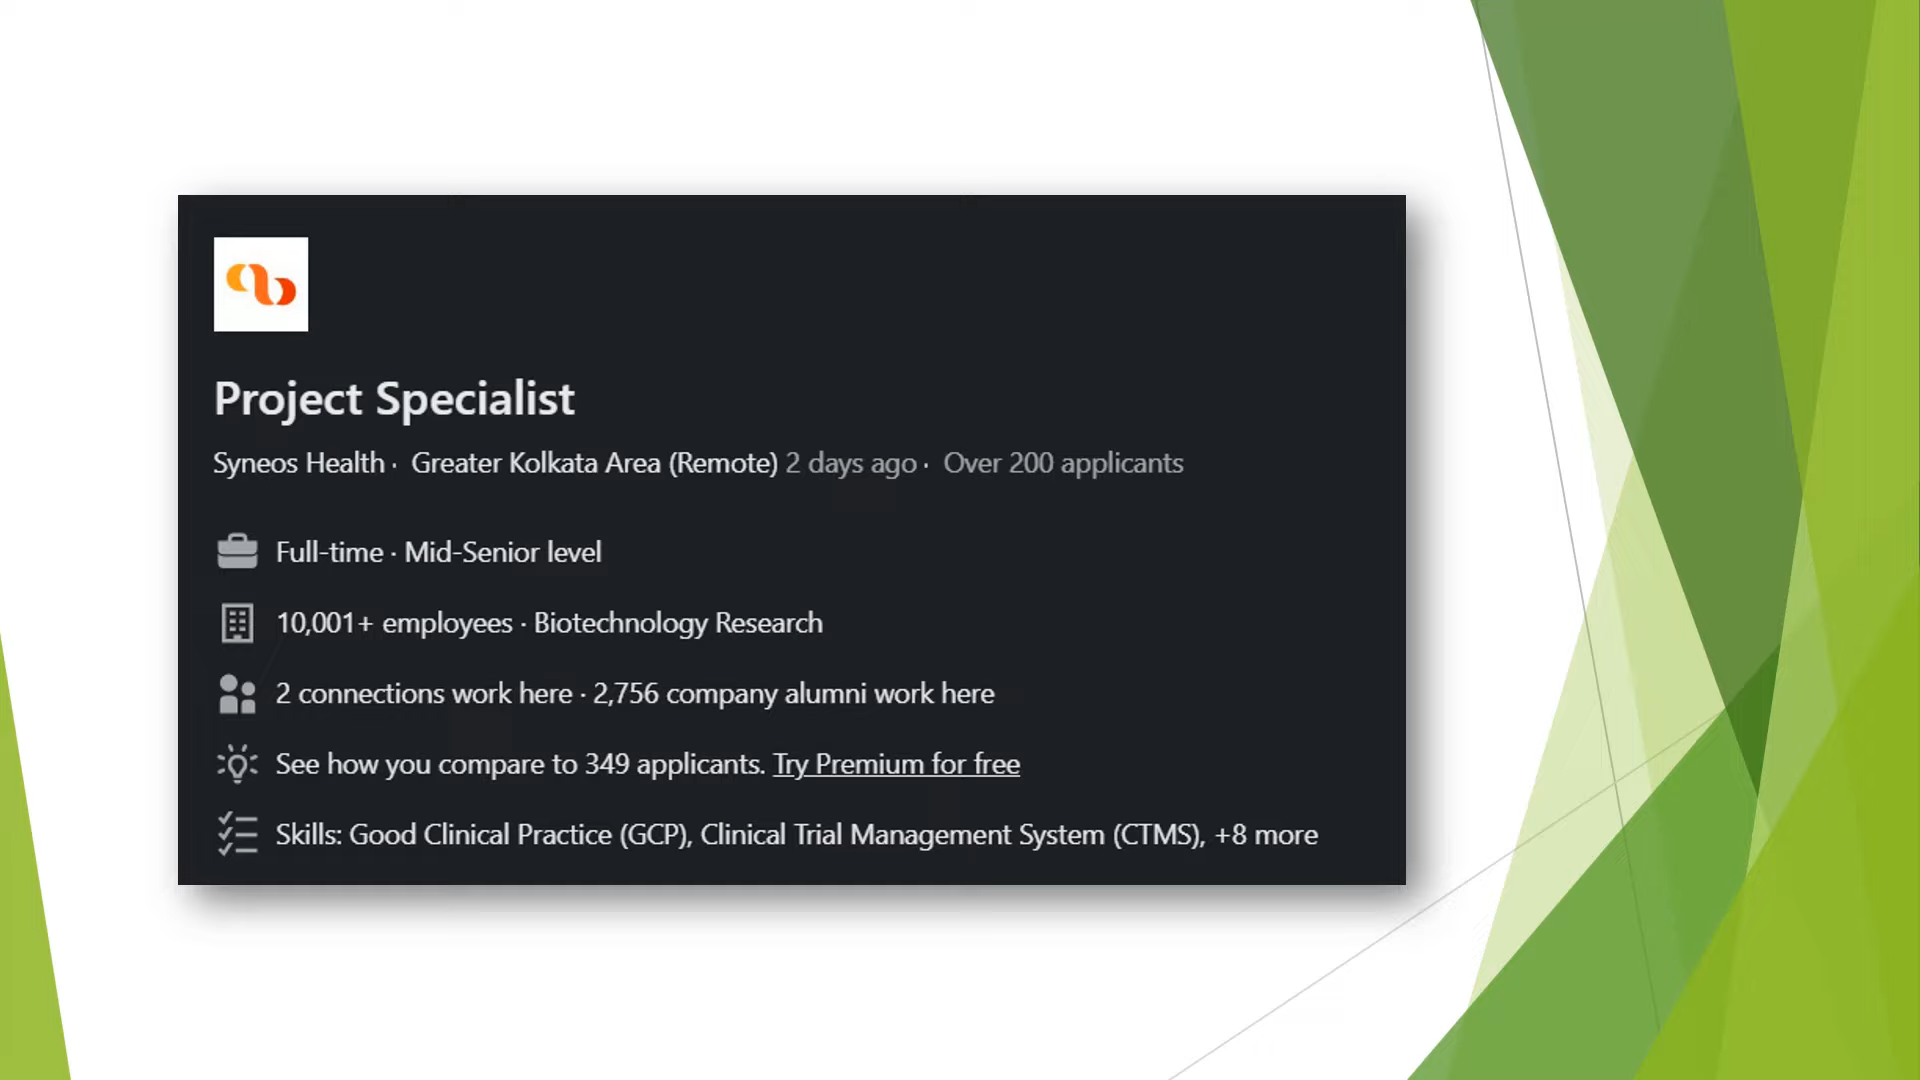 Project Specialist
Syneos Health · Greater Kolkata Area (Remote) 2 days ago · Over 200 applicants
Full-time · Mid-Senior level
10,001+ employees · Biotechnology Research
2 connections work here · 2,756 company alumni work here
See how you compare to 349 applicants. Try Premium for free
Skills: Good Clinical Practice (GCP), Clinical Trial Management System (CTMS), +8 more